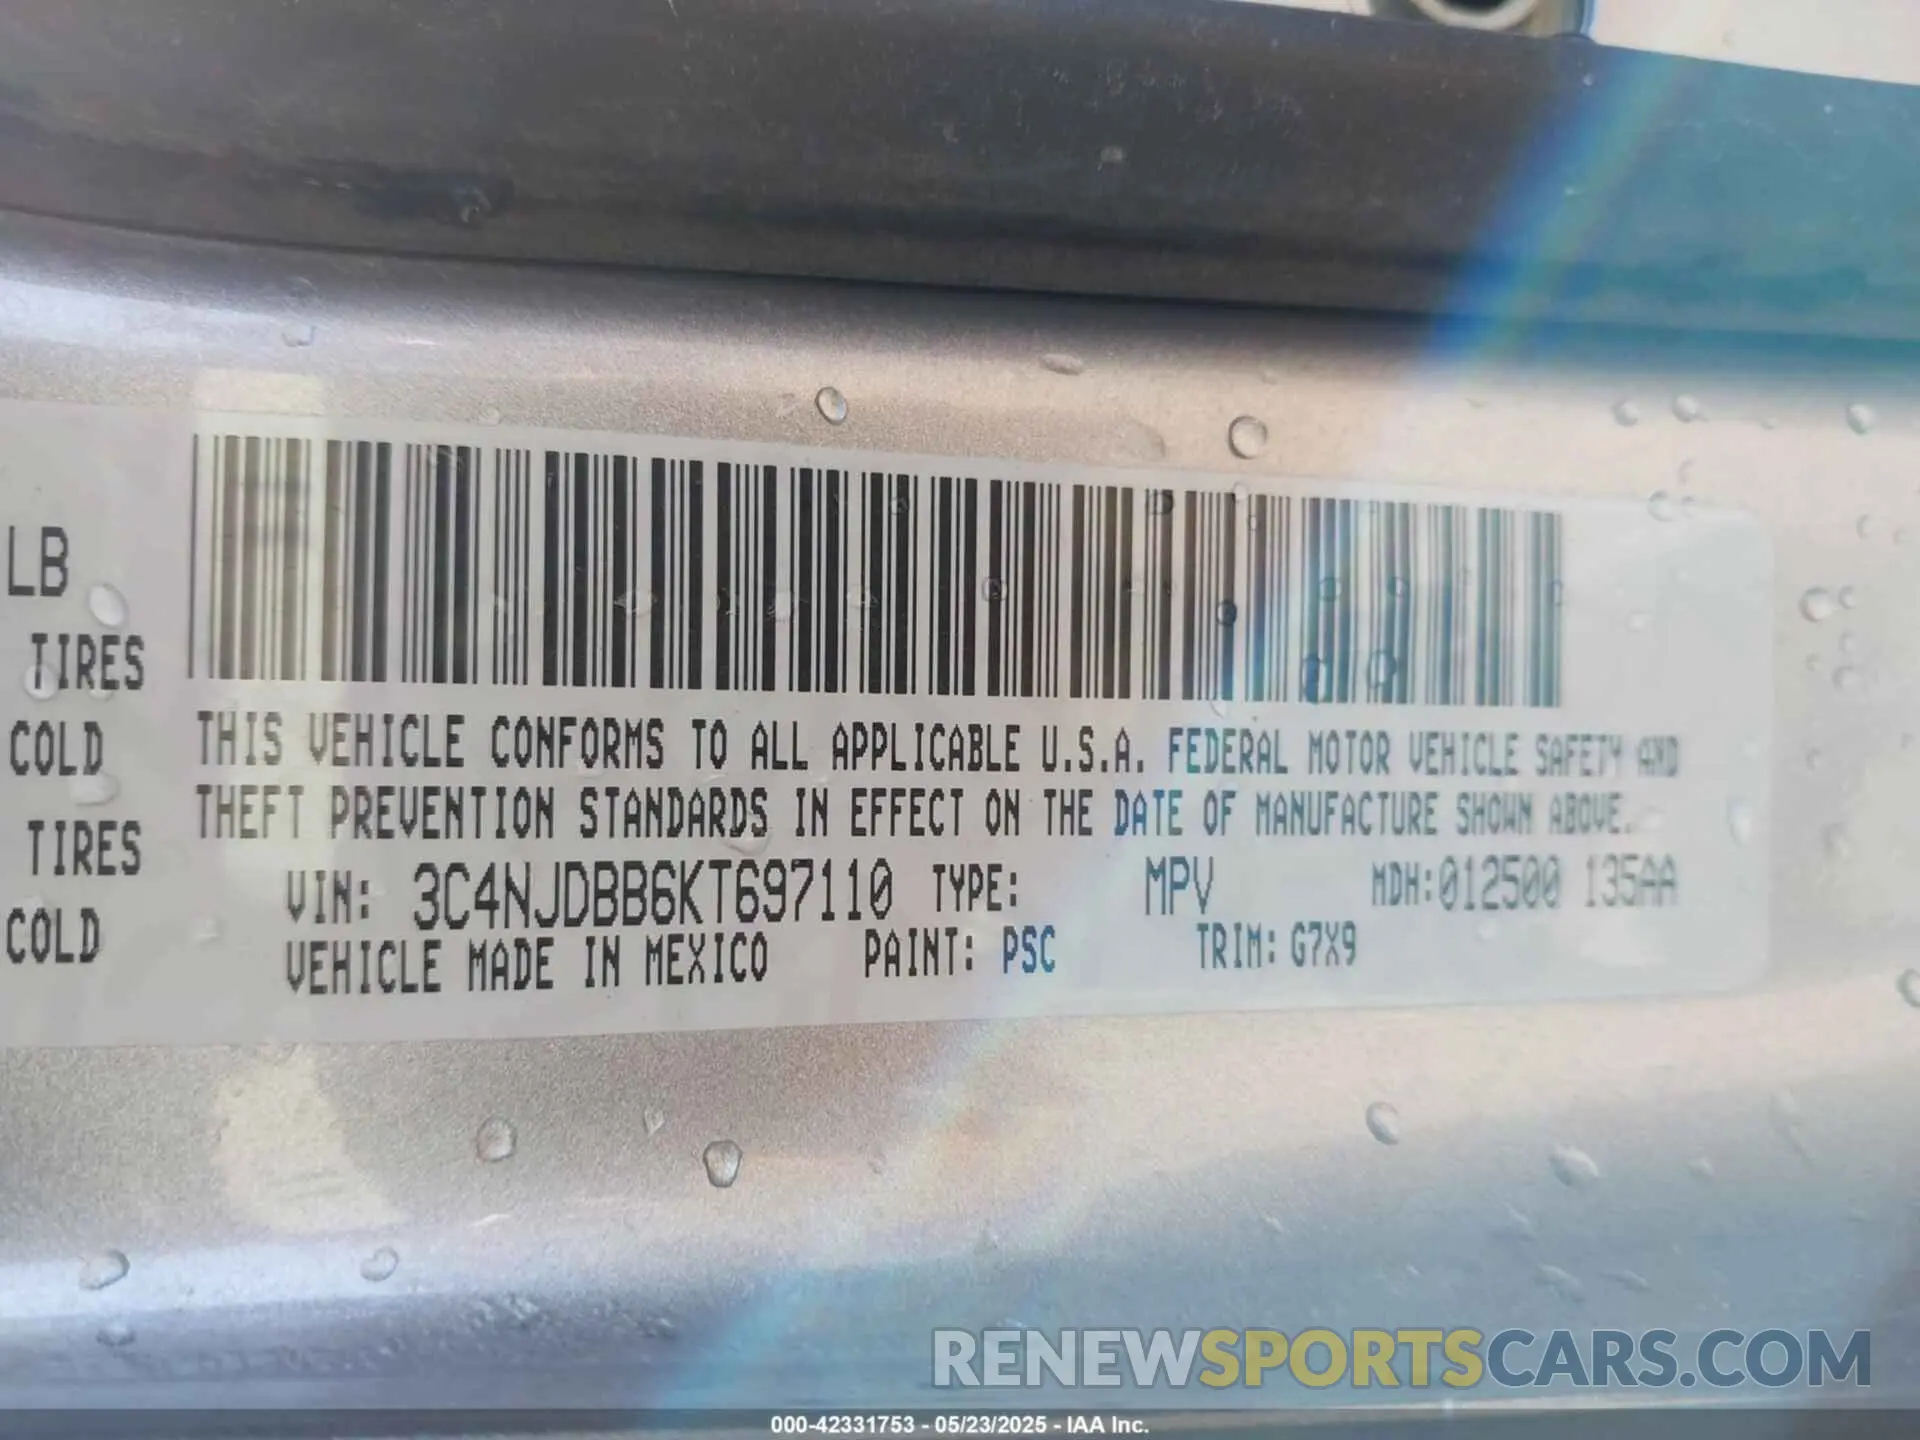 LB
TIRES
COLD
TIRES
COLD
THIS VEHICLE CONFORMS TO ALL APPLICABLE U.S.A. FEDERAL MOTOR VEHICLE SAFETY AND
THEFT PREVENTION STANDARDS IN EFFECT ON THE DATE OF MANUFACTURE SHOWN ABOVE.
VIN: 3C4NJDBB6KT697110 TYPE: MPV MDH:012500 135AA
VEHICLE MADE IN MEXICO PAINT: PSC TRIM: G7X9
RENEWSPORTSCARS.COM
000-42331753 - 05/23/2025 - IAA Inc.